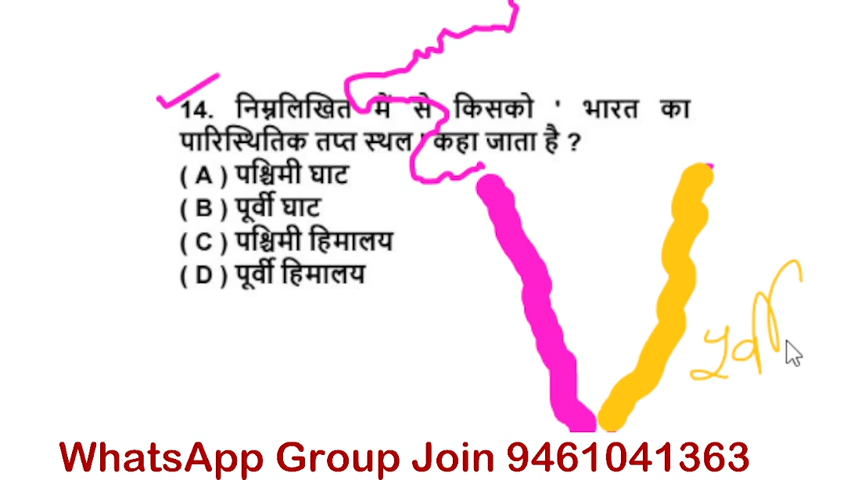 14. निम्नलिखित में से किसको ' भारत का
पारिस्थितिक तप्त स्थल ' कहा जाता है ?
( A ) पश्चिमी घाट
( B ) पूर्वी घाट
( C ) पश्चिमी हिमालय
( D ) पूर्वी हिमालय
WhatsApp Group Join 9461041363